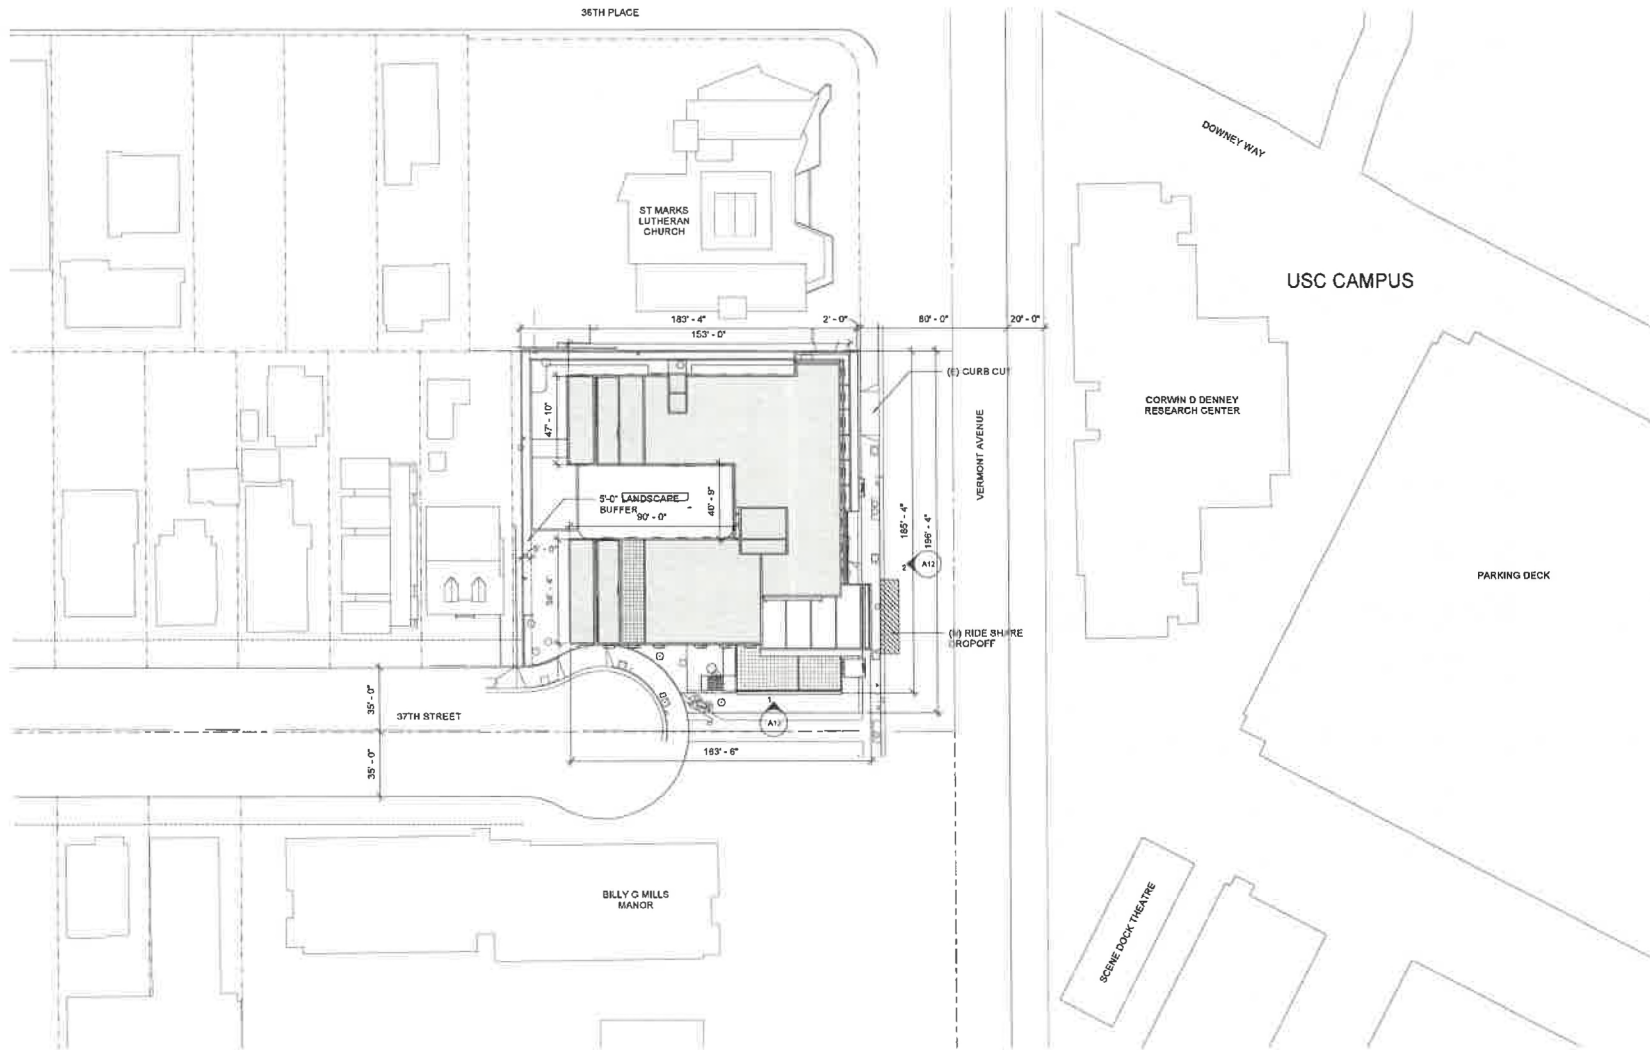 36TH PLACE
DOWNEY WAY
ST MARKS
LUTHERAN
CHURCH
USC CAMPUS
183' - 4"
2' - 0"
80' - 0"
20' - 0"
153' - 0"
(E) CURB CUT
CORWIN D DENNEY
RESEARCH CENTER
47' - 10"
VERMONT AVENUE
5'-0" LANDSCAPE
BUFFER
90' - 0"
40' - 9"
185' - 4"
196' - 4"
2
A12
PARKING DECK
RIDE SHARE
DROPOFF
35' - 0"
37TH STREET
1
A12
35' - 0"
163' - 6"
BILLY G MILLS
MANOR
SCENE DOCK THEATRE